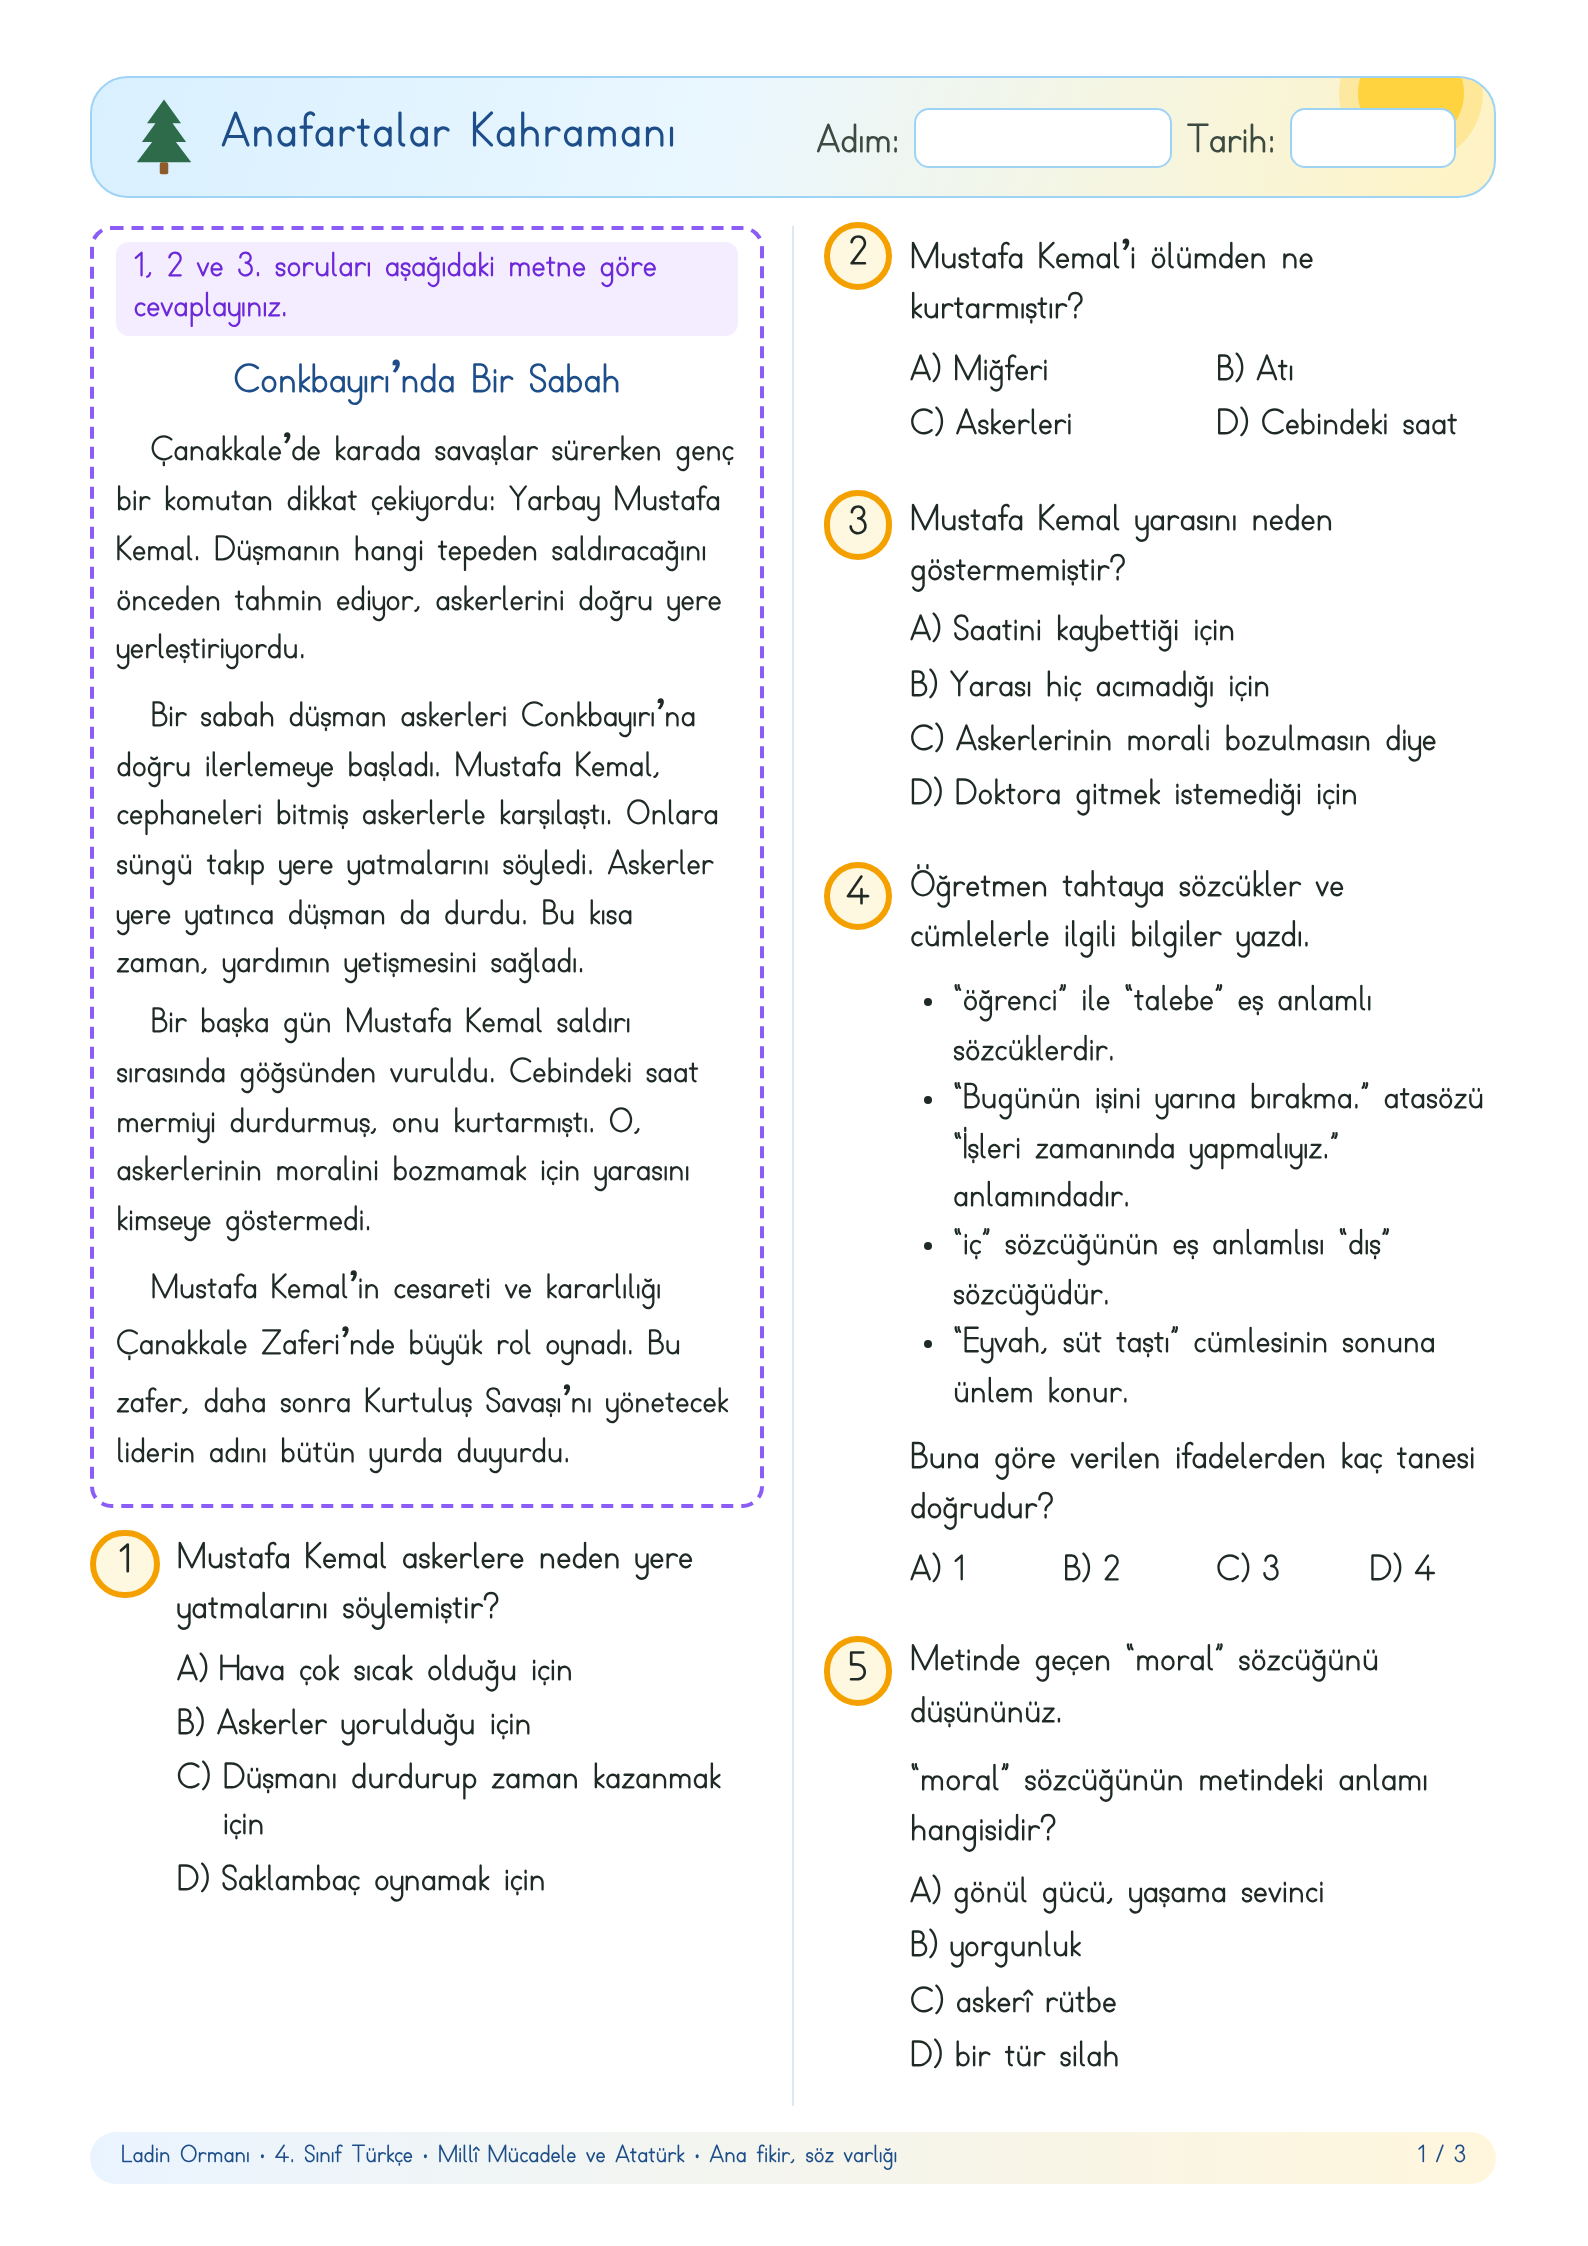 Anafartalar Kahramanı
Adım:
Tarih:
1, 2 ve 3. soruları aşağıdaki metne göre
cevaplayınız.
Conkbayırı’nda Bir Sabah
Çanakkale’de karada savaşlar sürerken genç
bir komutan dikkat çekiyordu: Yarbay Mustafa
Kemal. Düşmanın hangi tepeden saldıracağını
önceden tahmin ediyor, askerlerini doğru yere
yerleştiriyordu.
Bir sabah düşman askerleri Conkbayırı’na
doğru ilerlemeye başladı. Mustafa Kemal,
cephaneleri bitmiş askerlerle karşılaştı. Onlara
süngü takıp yere yatmalarını söyledi. Askerler
yere yatınca düşman da durdu. Bu kısa
zaman, yardımın yetişmesini sağladı.
Bir başka gün Mustafa Kemal saldırı
sırasında göğsünden vuruldu. Cebindeki saat
mermiyi durdurmuş, onu kurtarmıştı. O,
askerlerinin moralini bozmamak için yarasını
kimseye göstermedi.
Mustafa Kemal’in cesareti ve kararlılığı
Çanakkale Zaferi’nde büyük rol oynadı. Bu
zafer, daha sonra Kurtuluş Savaşı’nı yönetecek
liderin adını bütün yurda duyurdu.
1
Mustafa Kemal askerlere neden yere
yatmalarını söylemiştir?
A) Hava çok sıcak olduğu için
B) Askerler yorulduğu için
C) Düşmanı durdurup zaman kazanmak
için
D) Saklambaç oynamak için
2
Mustafa Kemal’i ölümden ne
kurtarmıştır?
A) Miğferi
B) Atı
C) Askerleri
D) Cebindeki saat
3
Mustafa Kemal yarasını neden
göstermemiştir?
A) Saatini kaybettiği için
B) Yarası hiç acımadığı için
C) Askerlerinin morali bozulmasın diye
D) Doktora gitmek istemediği için
4
Öğretmen tahtaya sözcükler ve
cümlelerle ilgili bilgiler yazdı.
• “öğrenci” ile “talebe” eş anlamlı
sözcüklerdir.
• “Bugünün işini yarına bırakma.” atasözü
“İşleri zamanında yapmalıyız.”
anlamındadır.
• “iç” sözcüğünün eş anlamlısı “dış”
sözcüğüdür.
• “Eyvah, süt taştı” cümlesinin sonuna
ünlem konur.
Buna göre verilen ifadelerden kaç tanesi
doğrudur?
A) 1 B) 2 C) 3 D) 4
5
Metinde geçen “moral” sözcüğünü
düşününüz.
“moral” sözcüğünün metindeki anlamı
hangisidir?
A) gönül gücü, yaşama sevinci
B) yorgunluk
C) askerî rütbe
D) bir tür silah
Ladin Ormanı • 4. Sınıf Türkçe • Millî Mücadele ve Atatürk • Ana fikir, söz varlığı
1 / 3